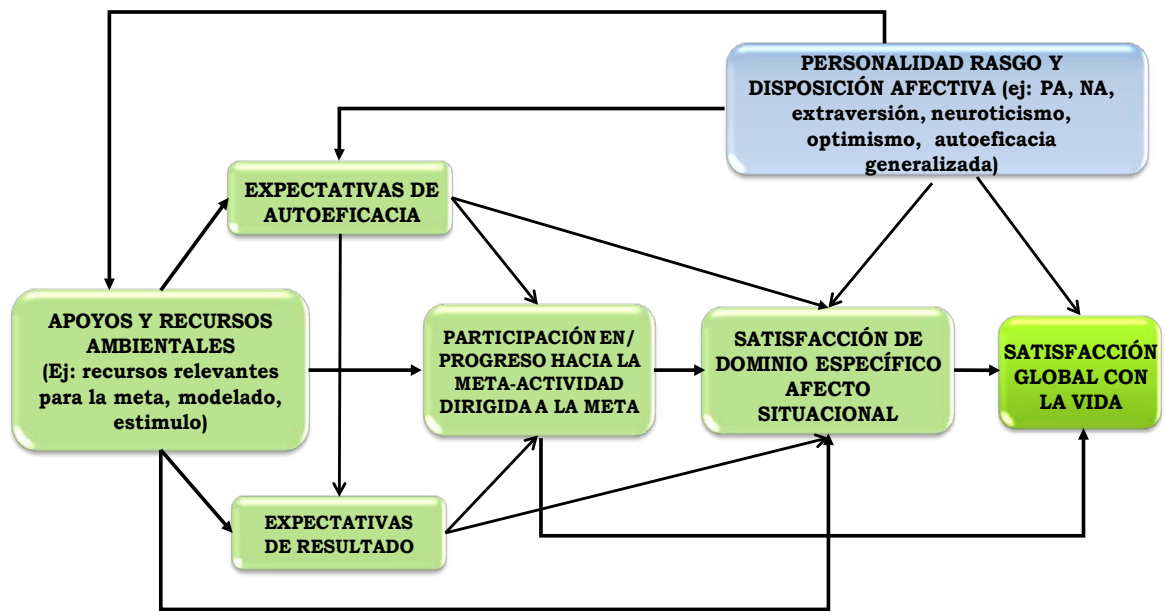 PERSONALIDAD RASGO Y
DISPOSICIÓN AFECTIVA (ej: PA, NA,
extraversión, neuroticismo,
optimismo, autoeficacia
generalizada)
EXPECTATIVAS DE
AUTOEFICACIA
APOYOS Y RECURSOS
AMBIENTALES
(Ej: recursos relevantes
para la meta, modelado,
estimulo)
PARTICIPACIÓN EN/
PROGRESO HACIA LA
META-ACTIVIDAD
DIRIGIDA A LA META
SATISFACCIÓN DE
DOMINIO ESPECÍFICO
AFECTO
SITUACIONAL
SATISFACCIÓN
GLOBAL CON
LA VIDA
EXPECTATIVAS
DE RESULTADO